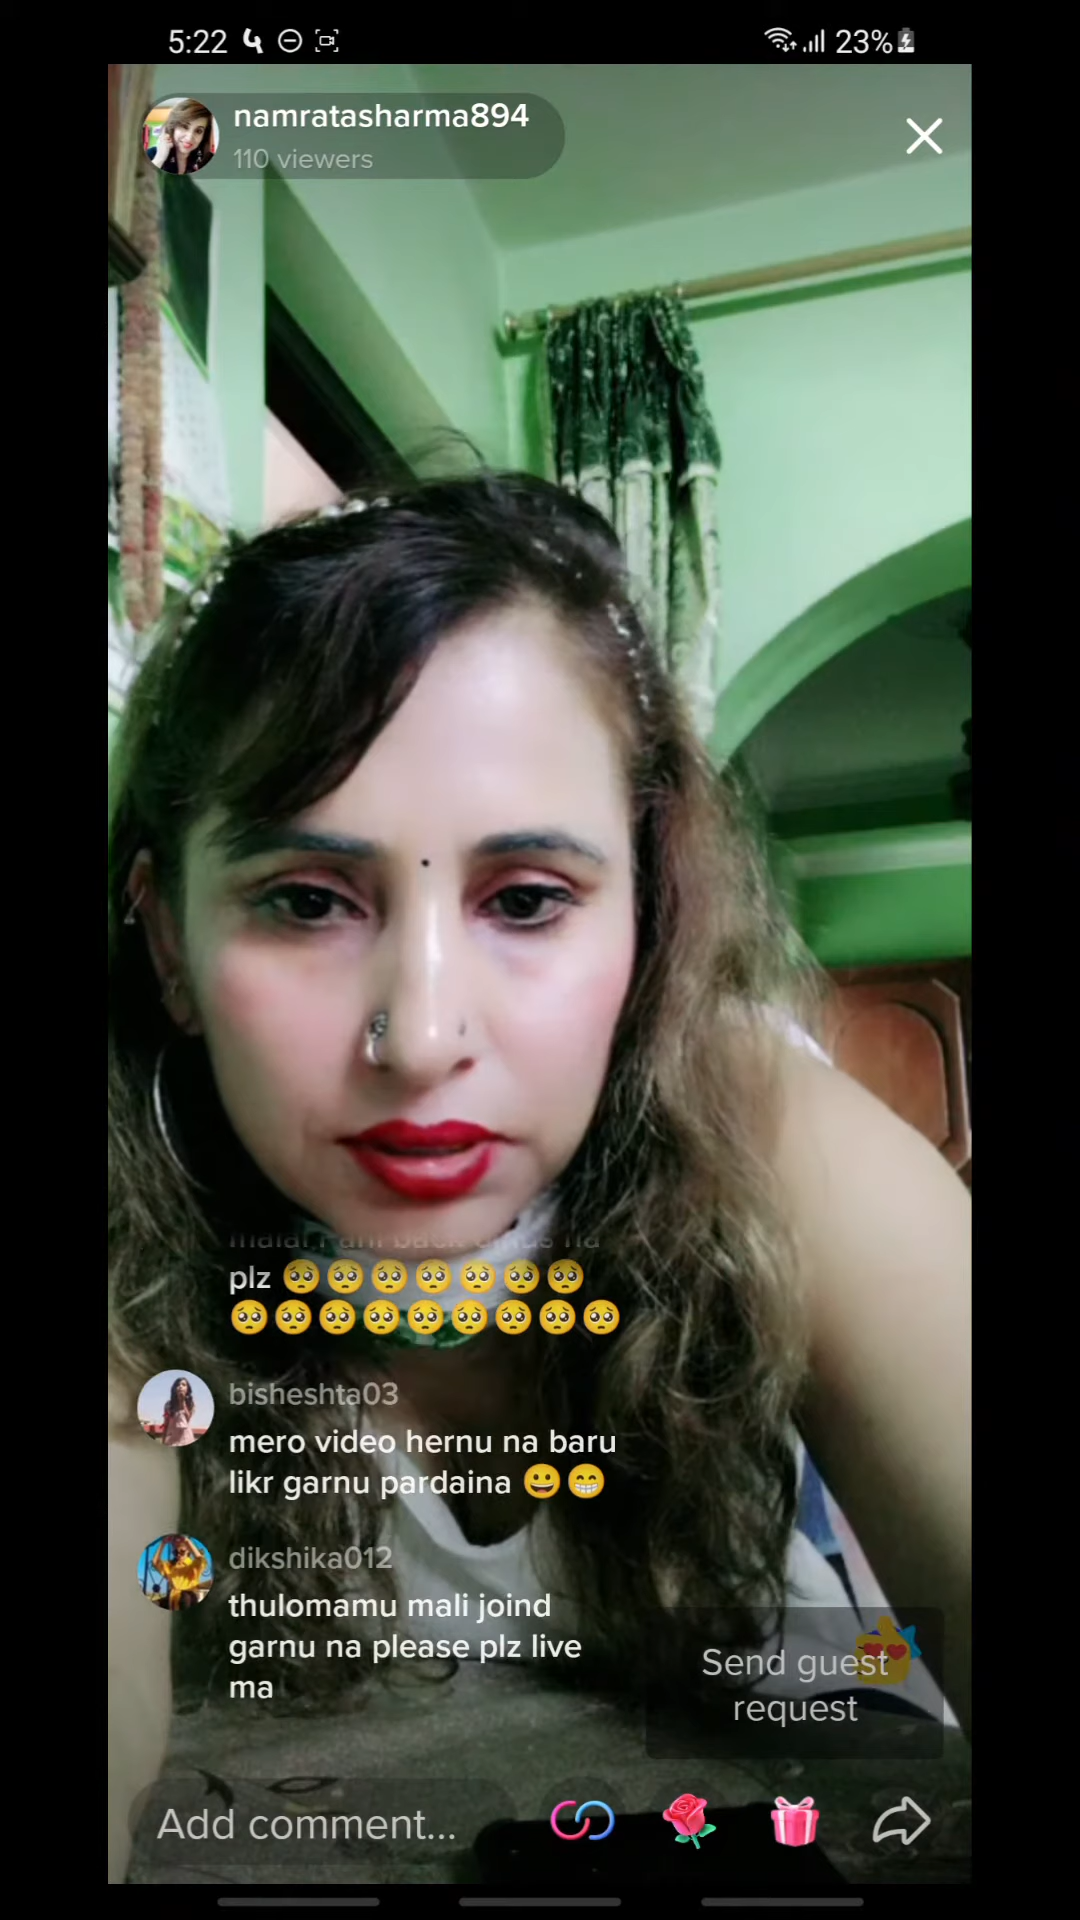 5:22
23%
namratasharma894
110 viewers
plz 🥺🥺🥺🥺🥺🥺🥺
🥺🥺🥺🥺🥺🥺🥺🥺🥺
bisheshta03
mero video hernu na baru
likr garnu pardaina 😀😁
dikshika012
thulomamu mali joind
garnu na please plz live
ma
Send guest
request
Add comment...